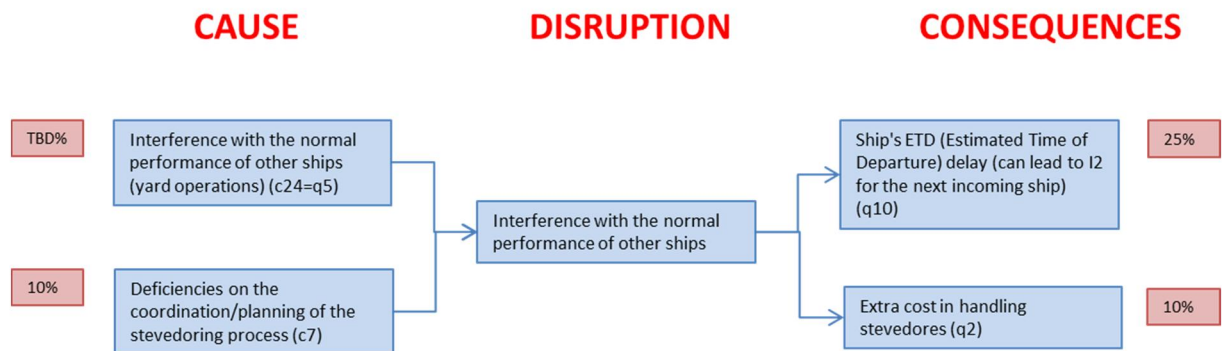 CAUSE DISRUPTION CONSEQUENCES
TBD%
Interference with the normal
performance of other ships
(yard operations) (c24=q5)
10%
Deficiencies on the
coordination/planning of the
stevedoring process (c7)
Interference with the normal
performance of other ships
Ship's ETD (Estimated Time of
Departure) delay (can lead to I2
for the next incoming ship)
(q10)
25%
Extra cost in handling
stevedores (q2)
10%